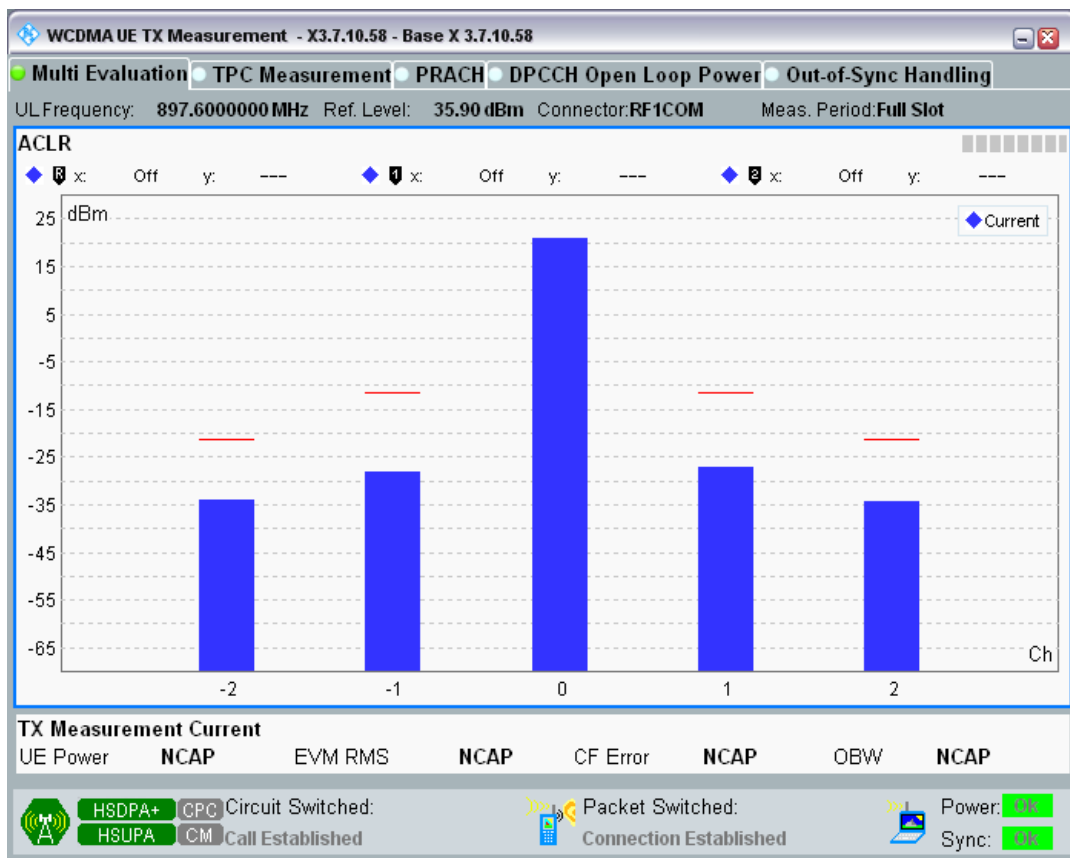 WCDMA UE TX Measurement - X3.7.10.58 - Base X 3.7.10.58
Multi Evaluation TPC Measurement PRACH DPCCH Open Loop Power Out-of-Sync Handling
UL Frequency: 897.6000000 MHz Ref. Level: 35.90 dBm Connector:RF1COM Meas. Period:Full Slot
ACLR
R x: Off y: --- 1 x: Off y: --- 2 x: Off y: ---
dBm
Current
25
15
5
-5
-15
-25
-35
-45
-55
-65
Ch
-2 -1 0 1 2
TX Measurement Current
UE Power NCAP EVM RMS NCAP CF Error NCAP OBW NCAP
HSDPA+ CPC Circuit Switched: Packet Switched: Power: Ok
HSUPA CM Call Established Connection Established Sync: Ok